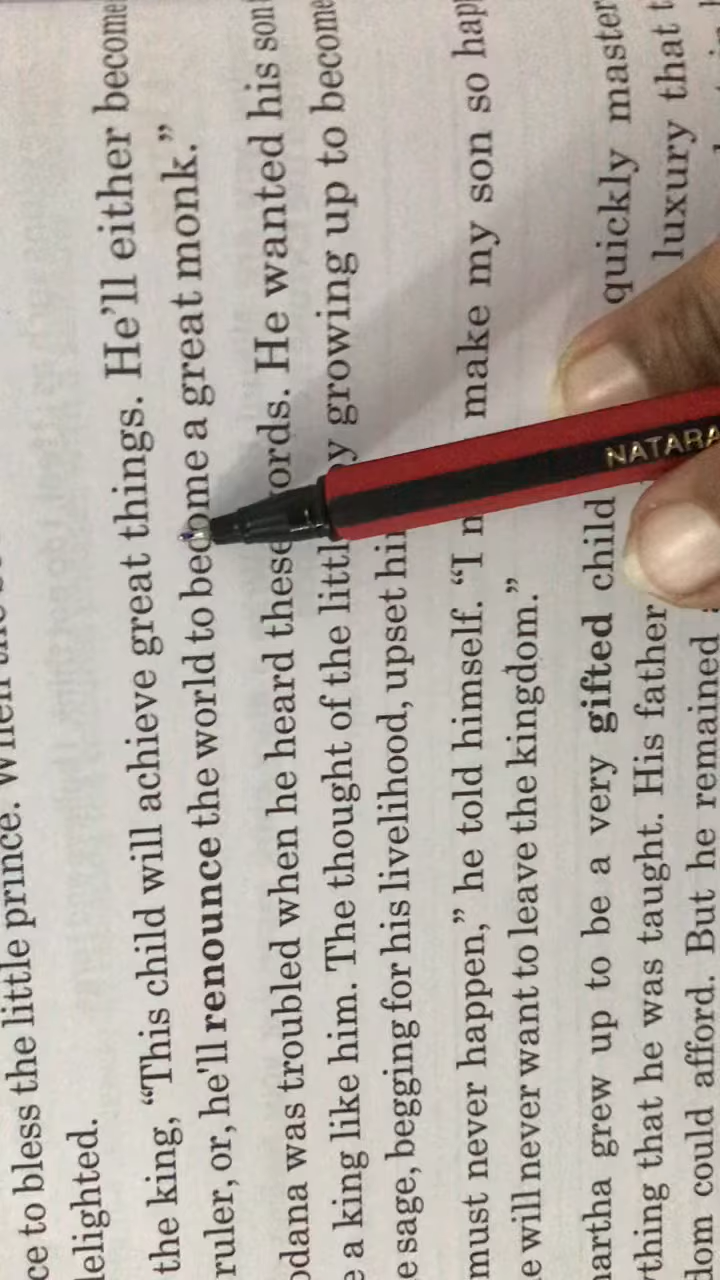 ce to bless the little prince. When the
delighted.
the king, "This child will achieve great things. He'll either become
ruler, or, he'll renounce the world to become a great monk."
odana was troubled when he heard these words. He wanted his son
e a king like him. The thought of the little growing up to become
e sage, begging for his livelihood, upset
must never happen," he told himself. "I make my son so
e will never want to leave the kingdom."
artha grew up to be a very gifted child quickly master
thing that he was taught. His father luxury that
dom could afford. But he remained
NATARA